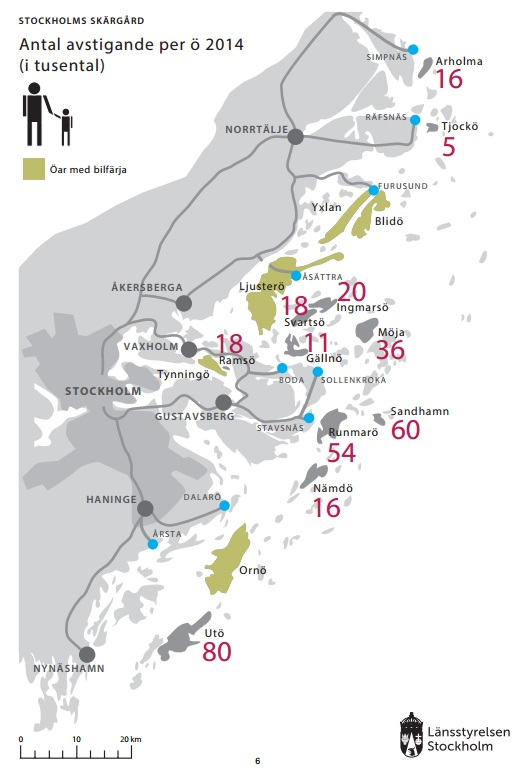 STOCKHOLMS SKÄRGÅRD
Antal avstigande per ö 2014
(i tusental)
Öar med bilfärja
SIMPNÄS
Arholma
16
RÄFSNÄS
Tjockö
5
NORRTÄLJE
FURUSUND
Yxlan
Blidö
ÅSÄTTRA
ÅKERSBERGA
Ljusterö
20
Ingmarsö
18
Svartsö
Möja
36
VAXHOLM
18
Ramsö
11
Gällnö
Tynningö
BODA
SOLLENKROKA
STOCKHOLM
GUSTAVSBERG
Sandhamn
60
STAVSNÄS
Runmarö
54
Nämdö
16
HANINGE
DALARÖ
ÅRSTA
Ornö
Utö
80
NYNÄSHAMN
Länsstyrelsen
Stockholm
0 10 20 km
6